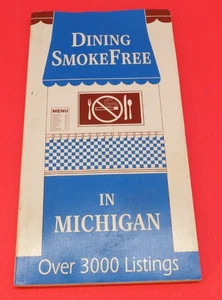 DINING
SMOKEFREE
MENU
IN
MICHIGAN
Over 3000 Listings